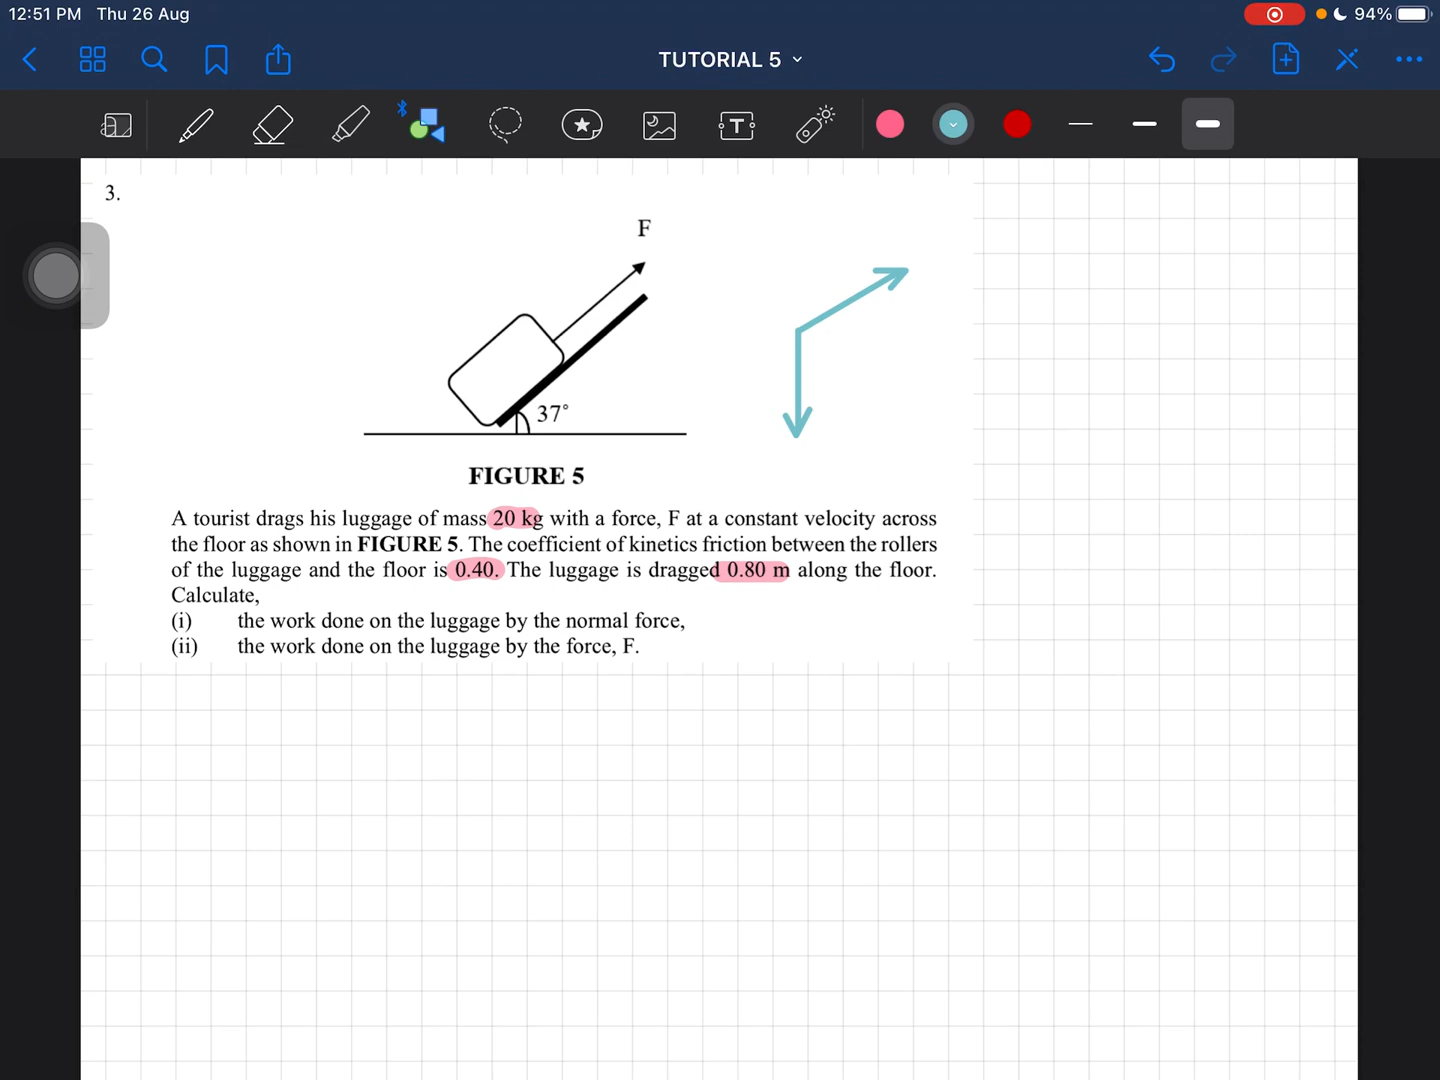 12:51 PM Thu 26 Aug
94%
TUTORIAL 5
T
3.
F
37°
FIGURE 5
A tourist drags his luggage of mass 20 kg with a force, F at a constant velocity across
the floor as shown in FIGURE 5. The coefficient of kinetics friction between the rollers
of the luggage and the floor is 0.40. The luggage is dragged 0.80 m along the floor.
Calculate,
(i) the work done on the luggage by the normal force,
(ii) the work done on the luggage by the force, F.